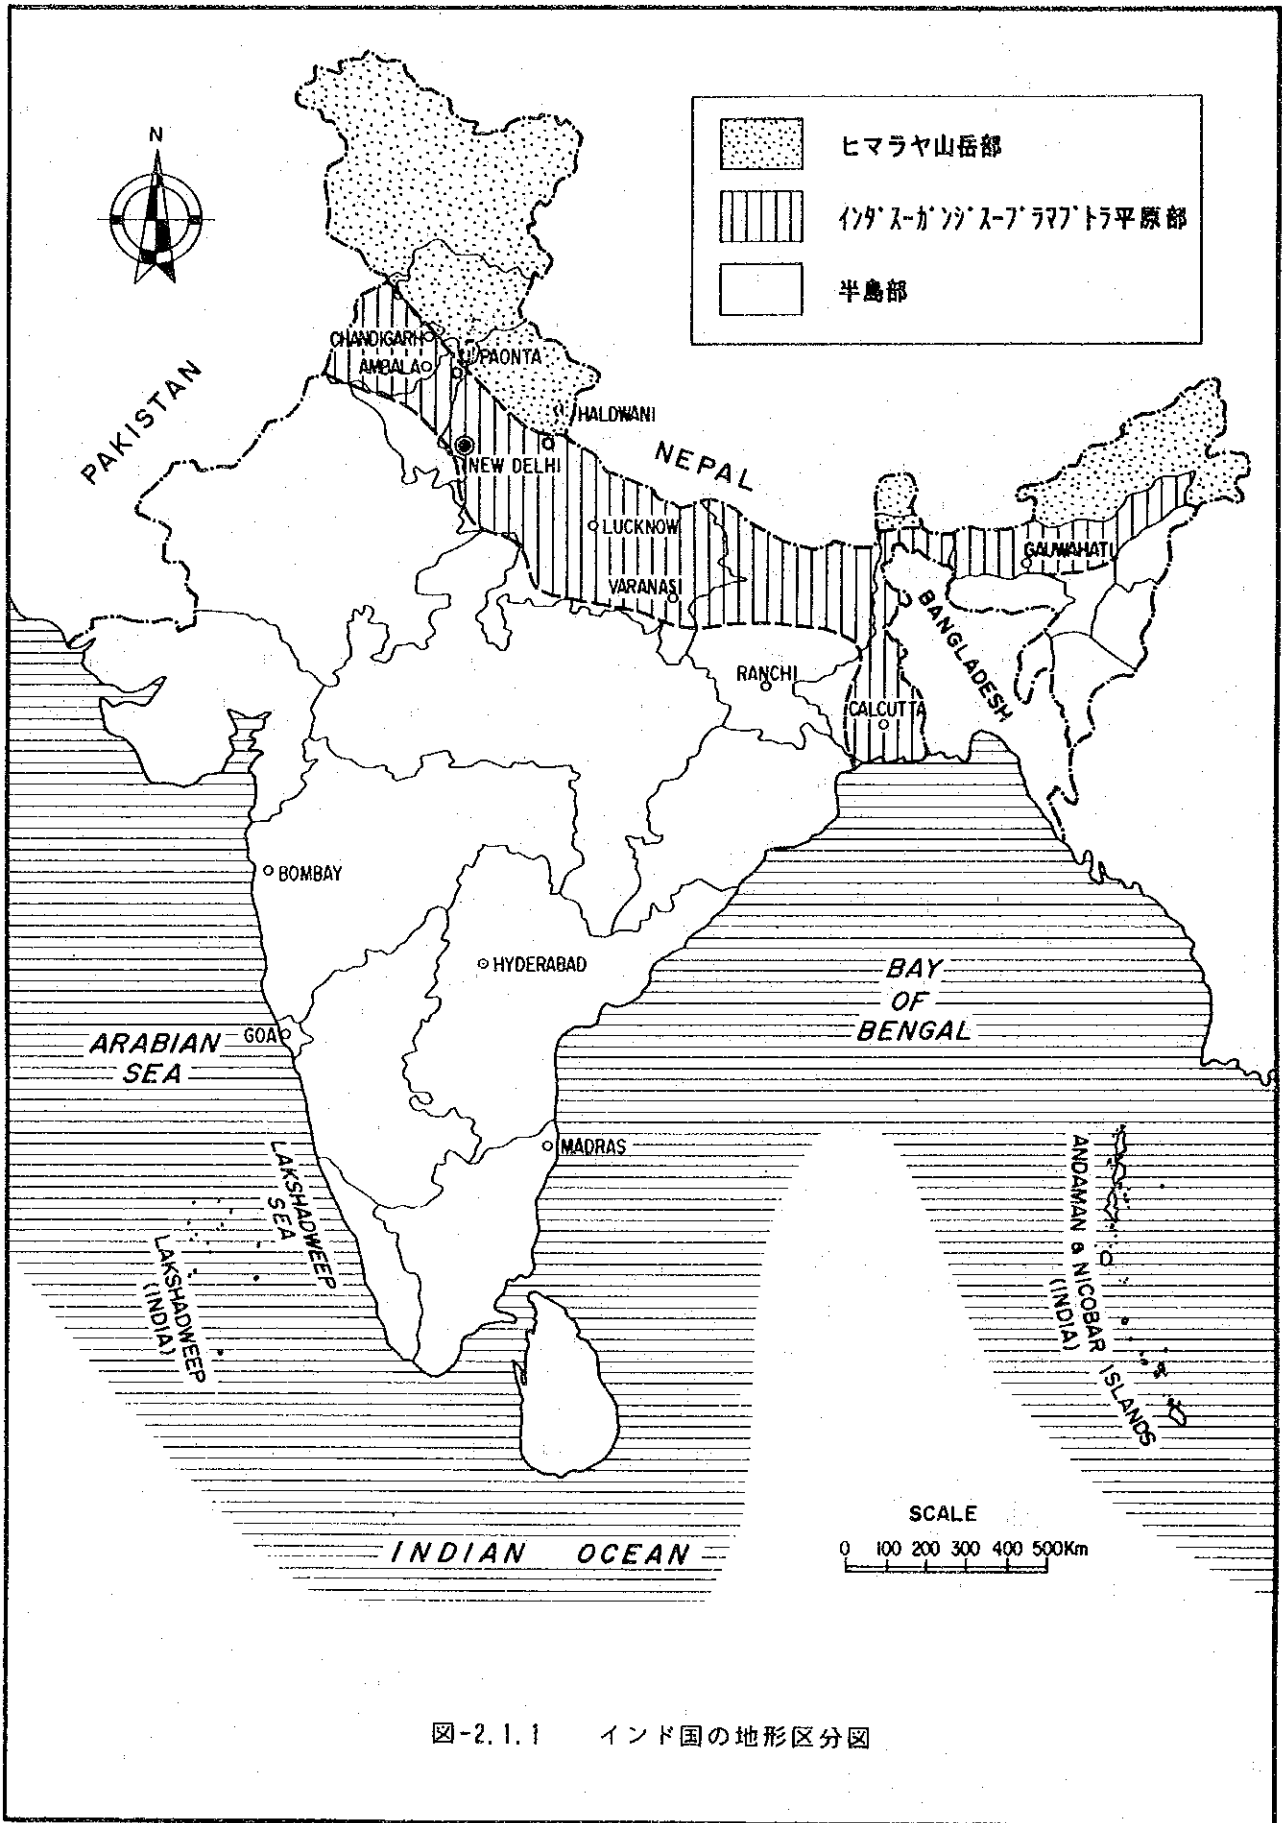 N
ヒマラヤ山岳部
インダスーガンジスーブラマプトラ平原部
半島部
CHANDIGARH
AMBALA
PAONTA
PAKISTAN
HALDWANI
NEW DELHI
NEPAL
LUCKNOW
GAUWAHATI
VARANASI
BANGLADESH
RANCHI
CALCUTTA
BOMBAY
HYDERABAD
BAY
OF
BENGAL
GOA
ARABIAN
SEA
MADRAS
LAKSHADWEEP
SEA
LAKSHADWEEP
(INDIA)
ANDAMAN & NICOBAR ISLANDS
(INDIA)
SCALE
0 100 200 300 400 500Km
INDIAN OCEAN
図-2.1.1 インド国の地形区分図